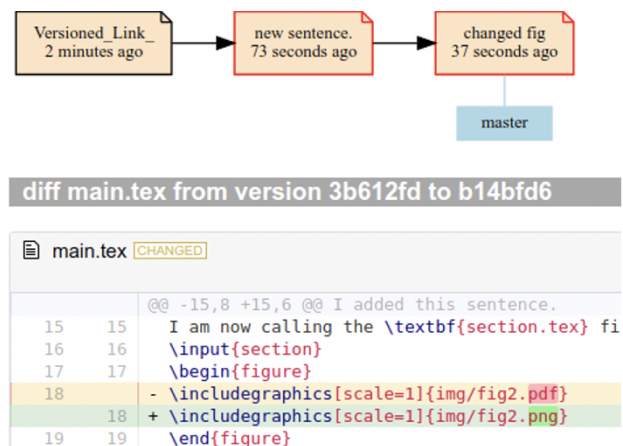 Versioned_Link_
2 minutes ago
new sentence.
73 seconds ago
changed fig
37 seconds ago
master
diff main.tex from version 3b612fd to b14bfd6
main.tex CHANGED
@@ -15,8 +15,6 @@ I added this sentence.
15 15 I am now calling the \textbf{section.tex} fi
16 16 \input{section}
17 17 \begin{figure}
18 - \includegraphics[scale=1]{img/fig2.pdf}
18 + \includegraphics[scale=1]{img/fig2.png}
19 19 \end{figure}